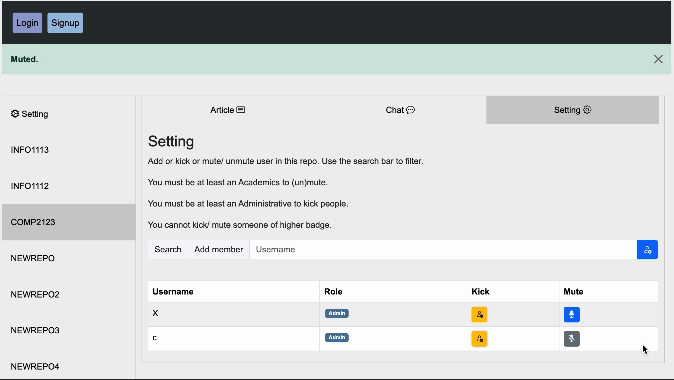 Login Signup
Muted.
Setting
INFO1113
INFO1112
COMP2123
NEWREPO
NEWREPO2
NEWREPO3
NEWREPO4
Article Chat Setting
Setting
Add or kick or mute/ unmute user in this repo. Use the search bar to filter.
You must be at least an Academics to (un)mute.
You must be at least an Administrative to kick people.
You cannot kick/ mute someone of higher badge.
Search Add member Username
Username Role Kick Mute
X Admin
c Admin